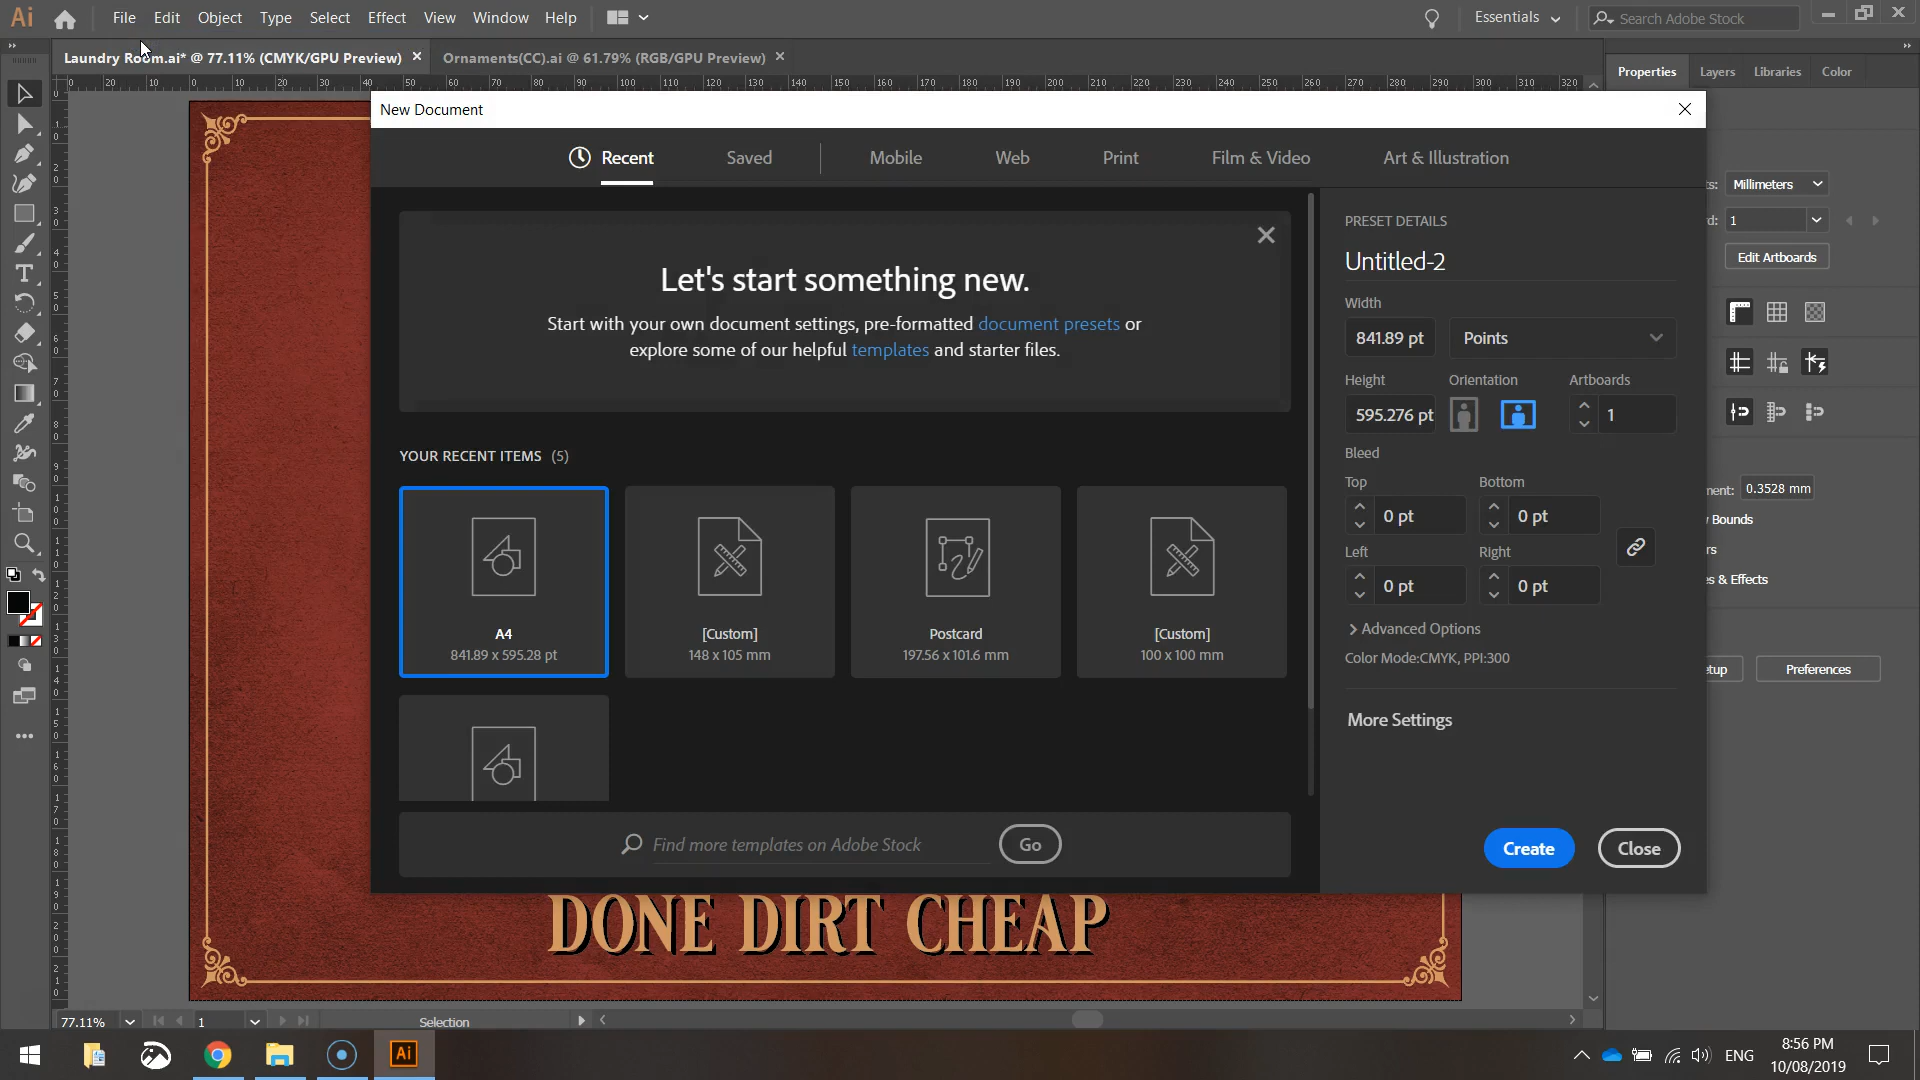 Ai File Edit Object Type Select Effect View Window Help Essentials Search Adobe Stock
Laundry Room.ai* @ 77.11% (CMYK/GPU Preview) Ornaments(CC).ai @ 61.79% (RGB/GPU Preview)
Properties Layers Libraries Color
New Document
Recent Saved Mobile Web Print Film & Video Art & Illustration
Let's start something new.
Start with your own document settings, pre-formatted document presets or
explore some of our helpful templates and starter files.
YOUR RECENT ITEMS (5)
A4
841.89 x 595.28 pt
[Custom]
148 x 105 mm
Postcard
197.56 x 101.6 mm
[Custom]
100 x 100 mm
Find more templates on Adobe Stock Go
PRESET DETAILS
Untitled-2
Width
841.89 pt Points
Height Orientation Artboards
595.276 pt 1
Bleed
Top Bottom
0 pt 0 pt
Left Right
0 pt 0 pt
Advanced Options
Color Mode:CMYK, PPI:300
More Settings
Create Close
ts: Millimeters
d: 1
Edit Artboards
ment: 0.3528 mm
Bounds
rs
s & Effects
tup Preferences
DONE DIRT CHEAP
77.11% 1 Selection
Ai
ENG
8:56 PM
10/08/2019